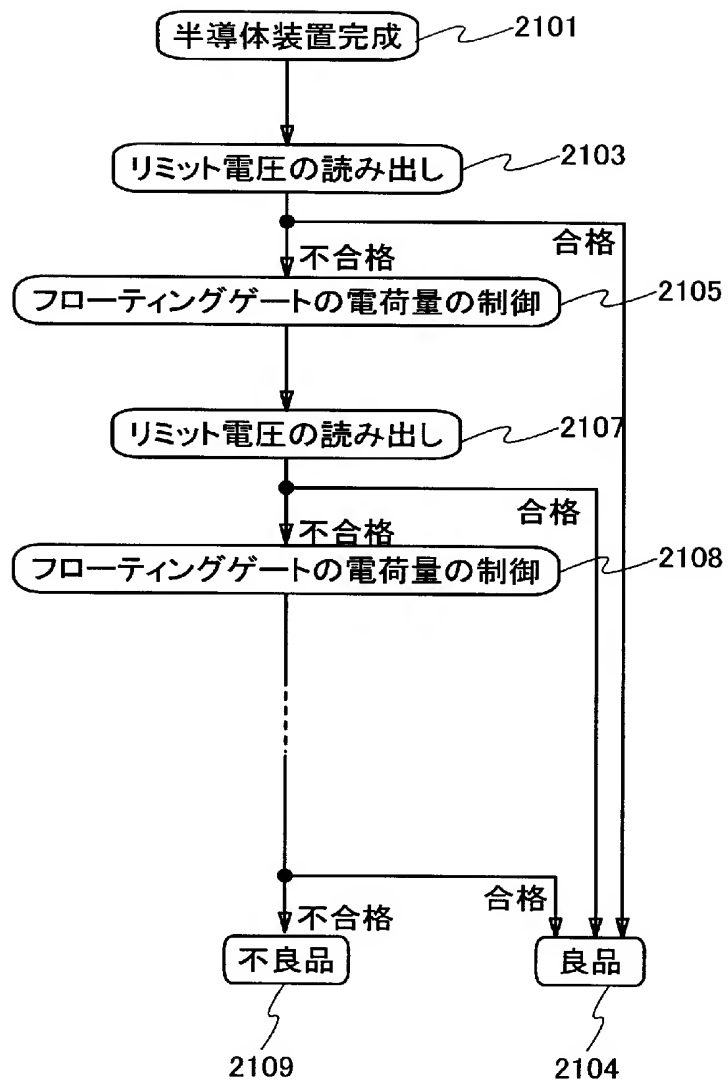 半導体装置完成
2101
リミット電圧の読み出し
2103
合格
不合格
フローティングゲートの電荷量の制御
2105
リミット電圧の読み出し
2107
合格
不合格
フローティングゲートの電荷量の制御
2108
合格
不合格
不良品
良品
2109
2104